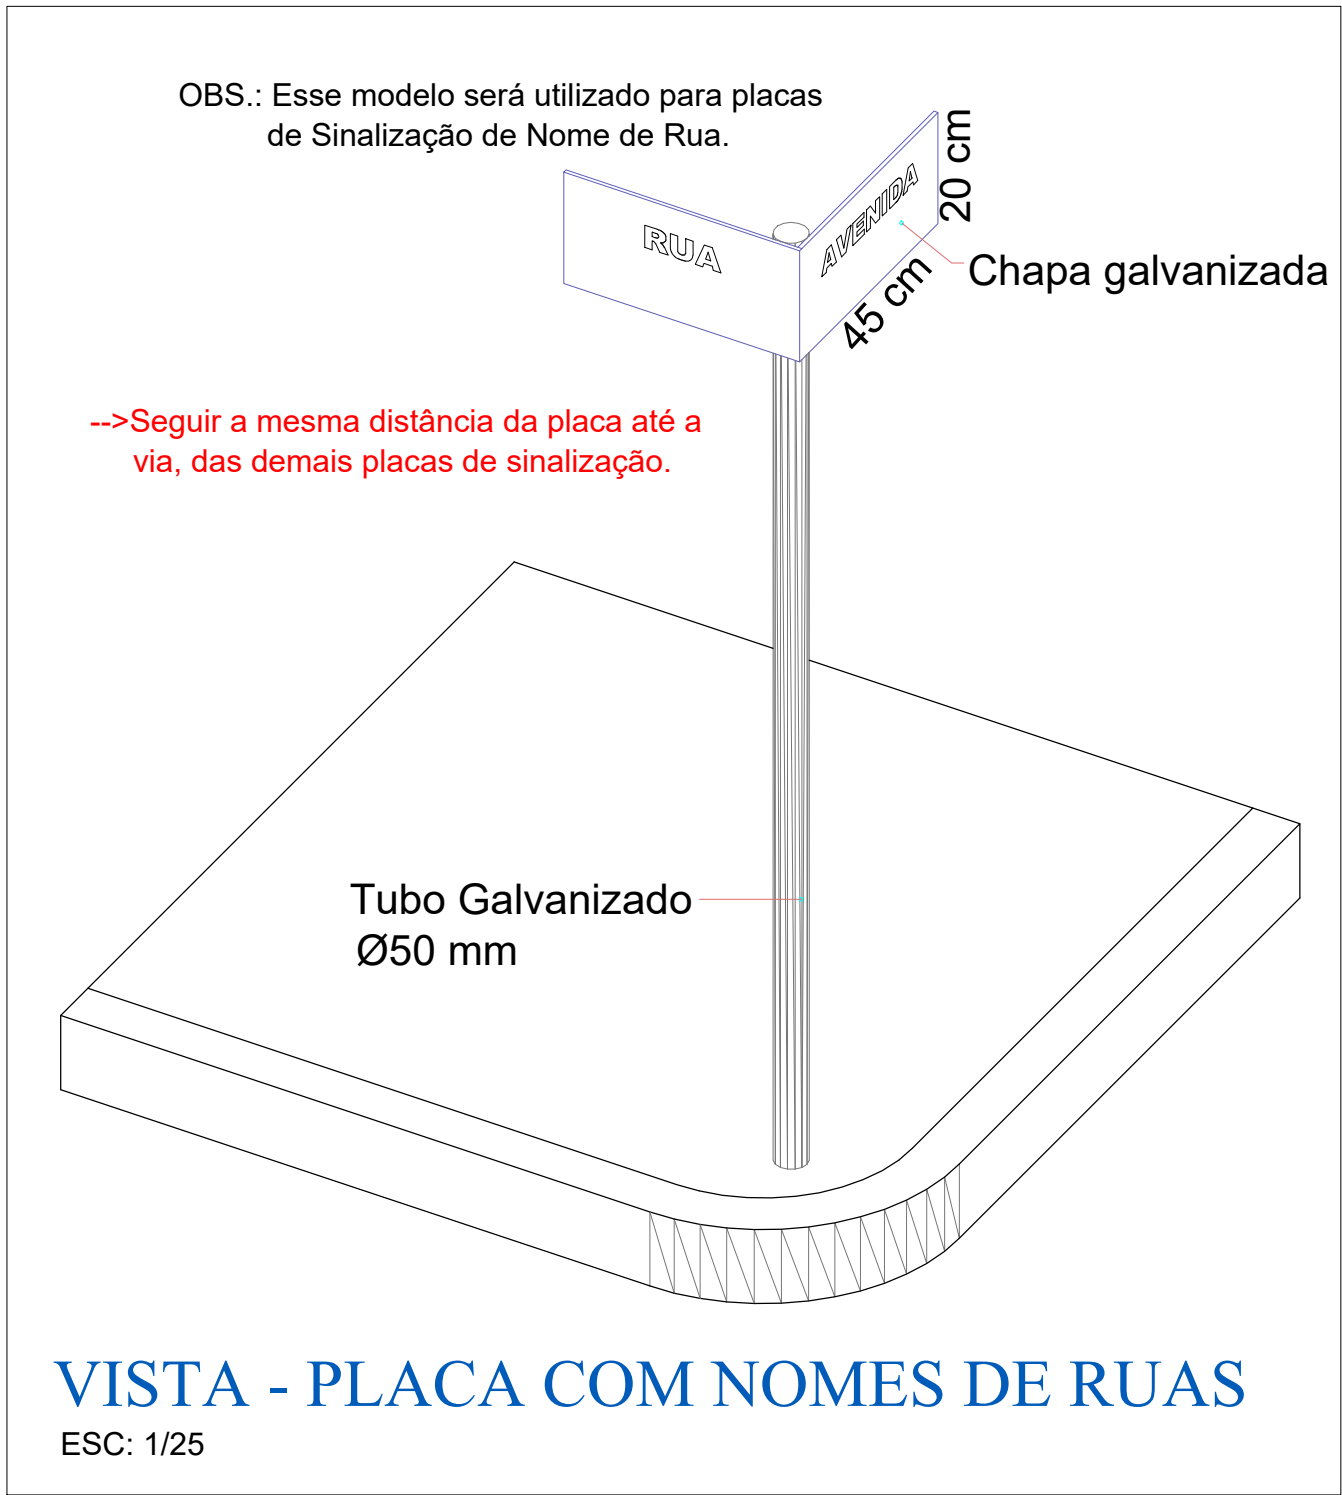 OBS.: Esse modelo será utilizado para placas
de Sinalização de Nome de Rua.
20 cm
RUA
AVENIDA
Chapa galvanizada
45 cm
-->Seguir a mesma distância da placa até a
via, das demais placas de sinalização.
Tubo Galvanizado
Ø50 mm
VISTA - PLACA COM NOMES DE RUAS
ESC: 1/25